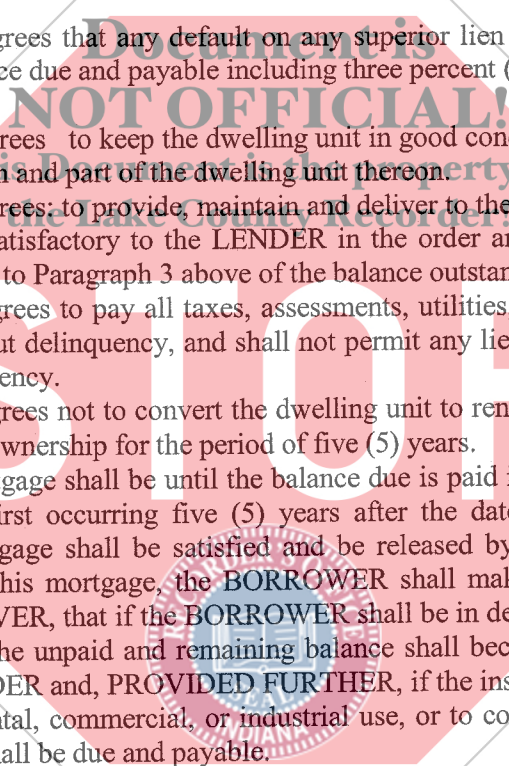 grees that any default on any superior lien
Document is
ce due and payable including three percent (
NOT OFFICIAL!
rees to keep the dwelling unit in good con
is Document is the property
n and part of the dwelling unit thereon.
rees: to provide, maintain and deliver to the
the Lake County Recorder!
atisfactory to the LENDER in the order a
to Paragraph 3 above of the balance outstan
grees to pay all taxes, assessments, utilities,
STOP
ut delinquency, and shall not permit any lie
ency.
grees not to convert the dwelling unit to ren
wnership for the period of five (5) years.
gage shall be until the balance due is paid
irst occurring five (5) years after the dat
gage shall be satisfied and be released by
his mortgage, the BORROWER shall mak
VER, that if the BORROWER shall be in de
he unpaid and remaining balance shall bec
DER and, PROVIDED FURTHER, if the ins
ntal, commercial, or industrial use, or to co
all be due and payable.
SEAL
INDIANA